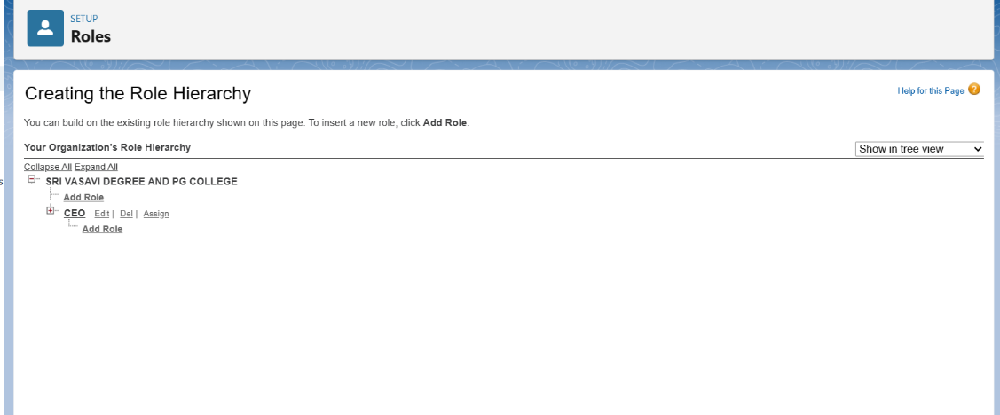 SETUP
Roles
Creating the Role Hierarchy
Help for this Page ?
You can build on the existing role hierarchy shown on this page. To insert a new role, click Add Role.
Your Organization's Role Hierarchy
Show in tree view
Collapse All Expand All
s
SRI VASAVI DEGREE AND PG COLLEGE
Add Role
CEO Edit | Del | Assign
Add Role